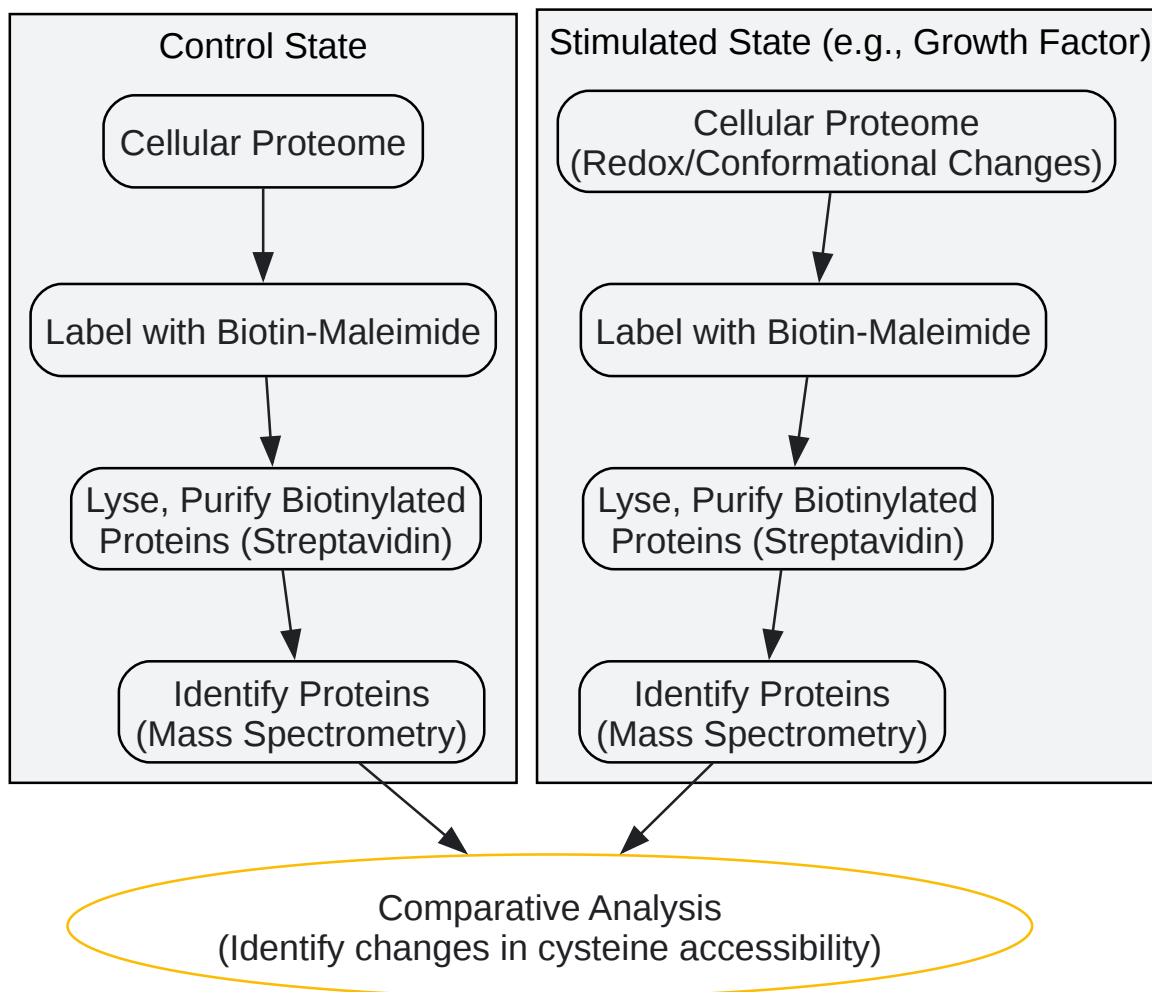 Control State
Cellular Proteome
Label with Biotin-Maleimide
Lyse, Purify Biotinylated
Proteins (Streptavidin)
Identify Proteins
(Mass Spectrometry)
Stimulated State (e.g., Growth Factor)
Cellular Proteome
(Redox/Conformational Changes)
Label with Biotin-Maleimide
Lyse, Purify Biotinylated
Proteins (Streptavidin)
Identify Proteins
(Mass Spectrometry)
Comparative Analysis
(Identify changes in cysteine accessibility)